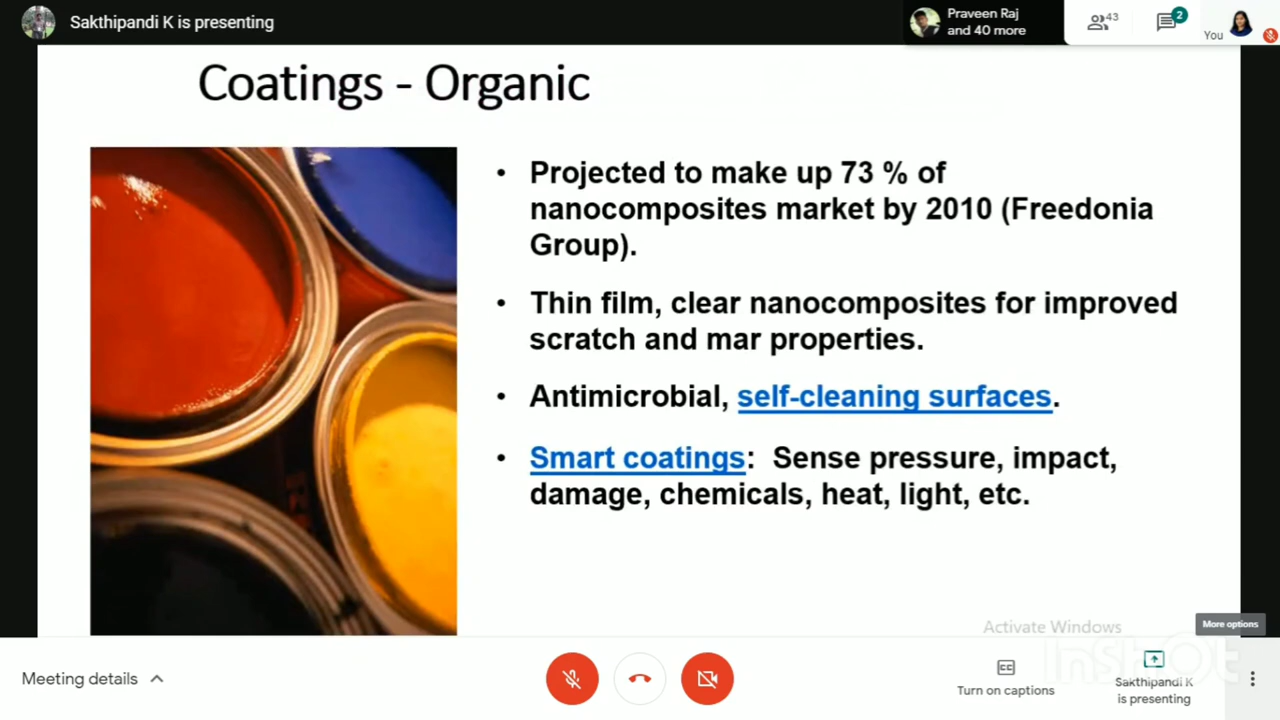 Sakthipandi K is presenting
Praveen Raj
and 40 more
43
2
You
Coatings - Organic
• Projected to make up 73 % of
nanocomposites market by 2010 (Freedonia
Group).
• Thin film, clear nanocomposites for improved
scratch and mar properties.
• Antimicrobial, self-cleaning surfaces.
• Smart coatings: Sense pressure, impact,
damage, chemicals, heat, light, etc.
Activate Windows
More options
InShOt
Meeting details
CC
Turn on captions
Sakthipandi K
is presenting